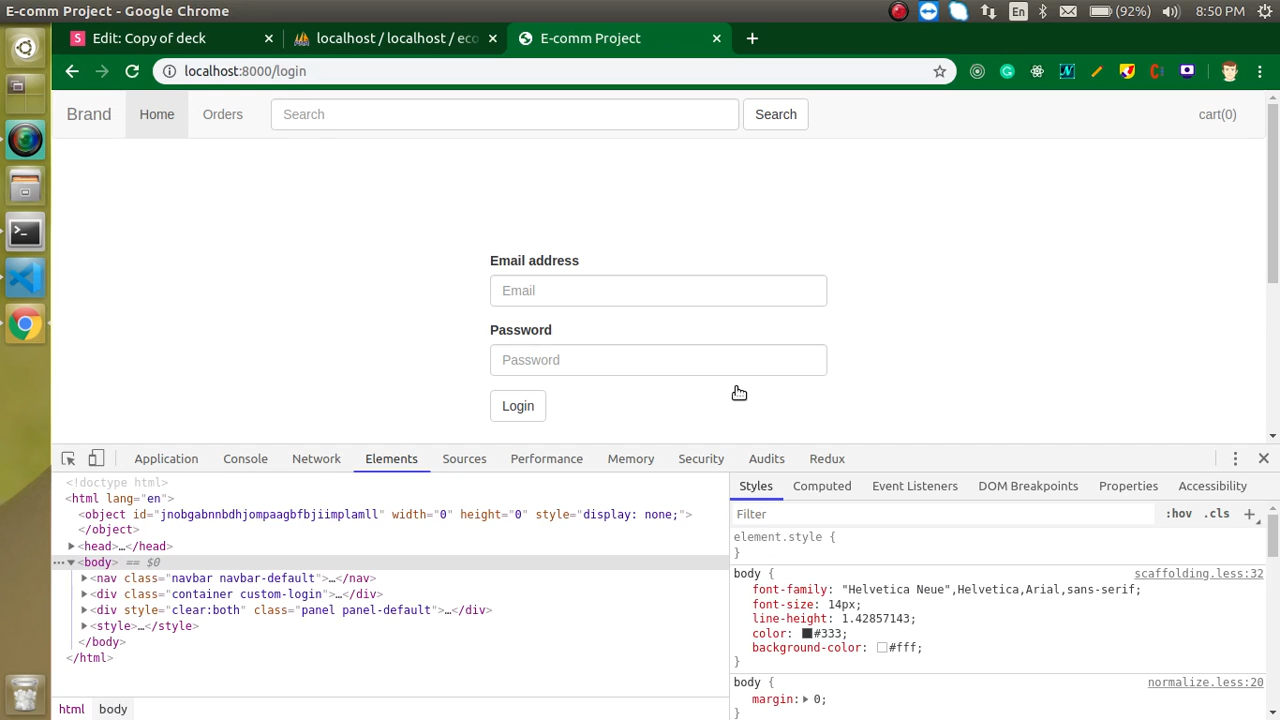 E-comm Project - Google Chrome
En
(92%)
8:50 PM
Edit: Copy of deck
localhost / localhost / eco
E-comm Project
localhost:8000/login
Brand
Home
Orders
Search
Search
cart(0)
Email address
Email
Password
Password
Login
Application
Console
Network
Elements
Sources
Performance
Memory
Security
Audits
Redux
<!doctype html>
<html lang="en">
<object id="jnobgabnnbdhjompaagbfbjiimplamll" width="0" height="0" style="display: none;">
</object>
<head>…</head>
<body> == $0
<nav class="navbar navbar-default">…</nav>
<div class="container custom-login">…</div>
<div style="clear:both" class="panel panel-default">…</div>
<style>…</style>
</body>
</html>
html
body
Styles
Computed
Event Listeners
DOM Breakpoints
Properties
Accessibility
Filter
:hov
.cls
element.style {
}
body {
scaffolding.less:32
font-family: "Helvetica Neue",Helvetica,Arial,sans-serif;
font-size: 14px;
line-height: 1.42857143;
color: #333;
background-color: #fff;
}
body {
normalize.less:20
margin: 0;
}